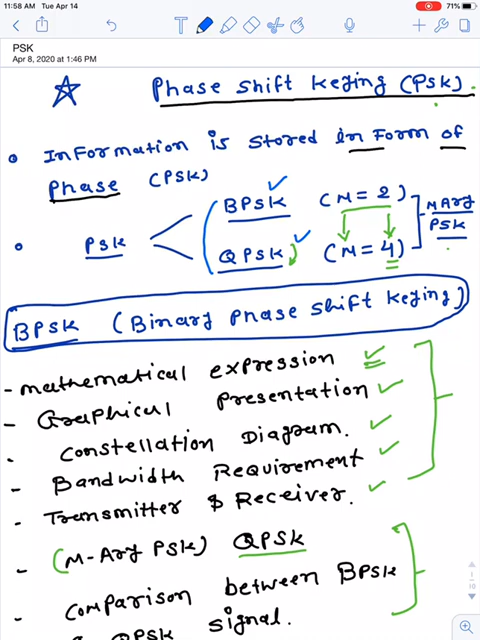 11:58 AM Tue Apr 14
71%
PSK
Apr 8, 2020 at 1:46 PM
Phase Shift Keying (PSK).
Information is Stored in Form of
Phase (PSK)
PSK
BPSK (M = 2)
QPSK (M = 4)
MAry
PSK
BPSK (Binary Phase Shift Keying)
- Mathematical expression
- Graphical Presentation
- Constellation Diagram.
- Bandwidth Requirement
- Transmitter & Receiver.
- (M-Ary PSK) QPSK
- Comparison between BPSK
& QPSK Signal.